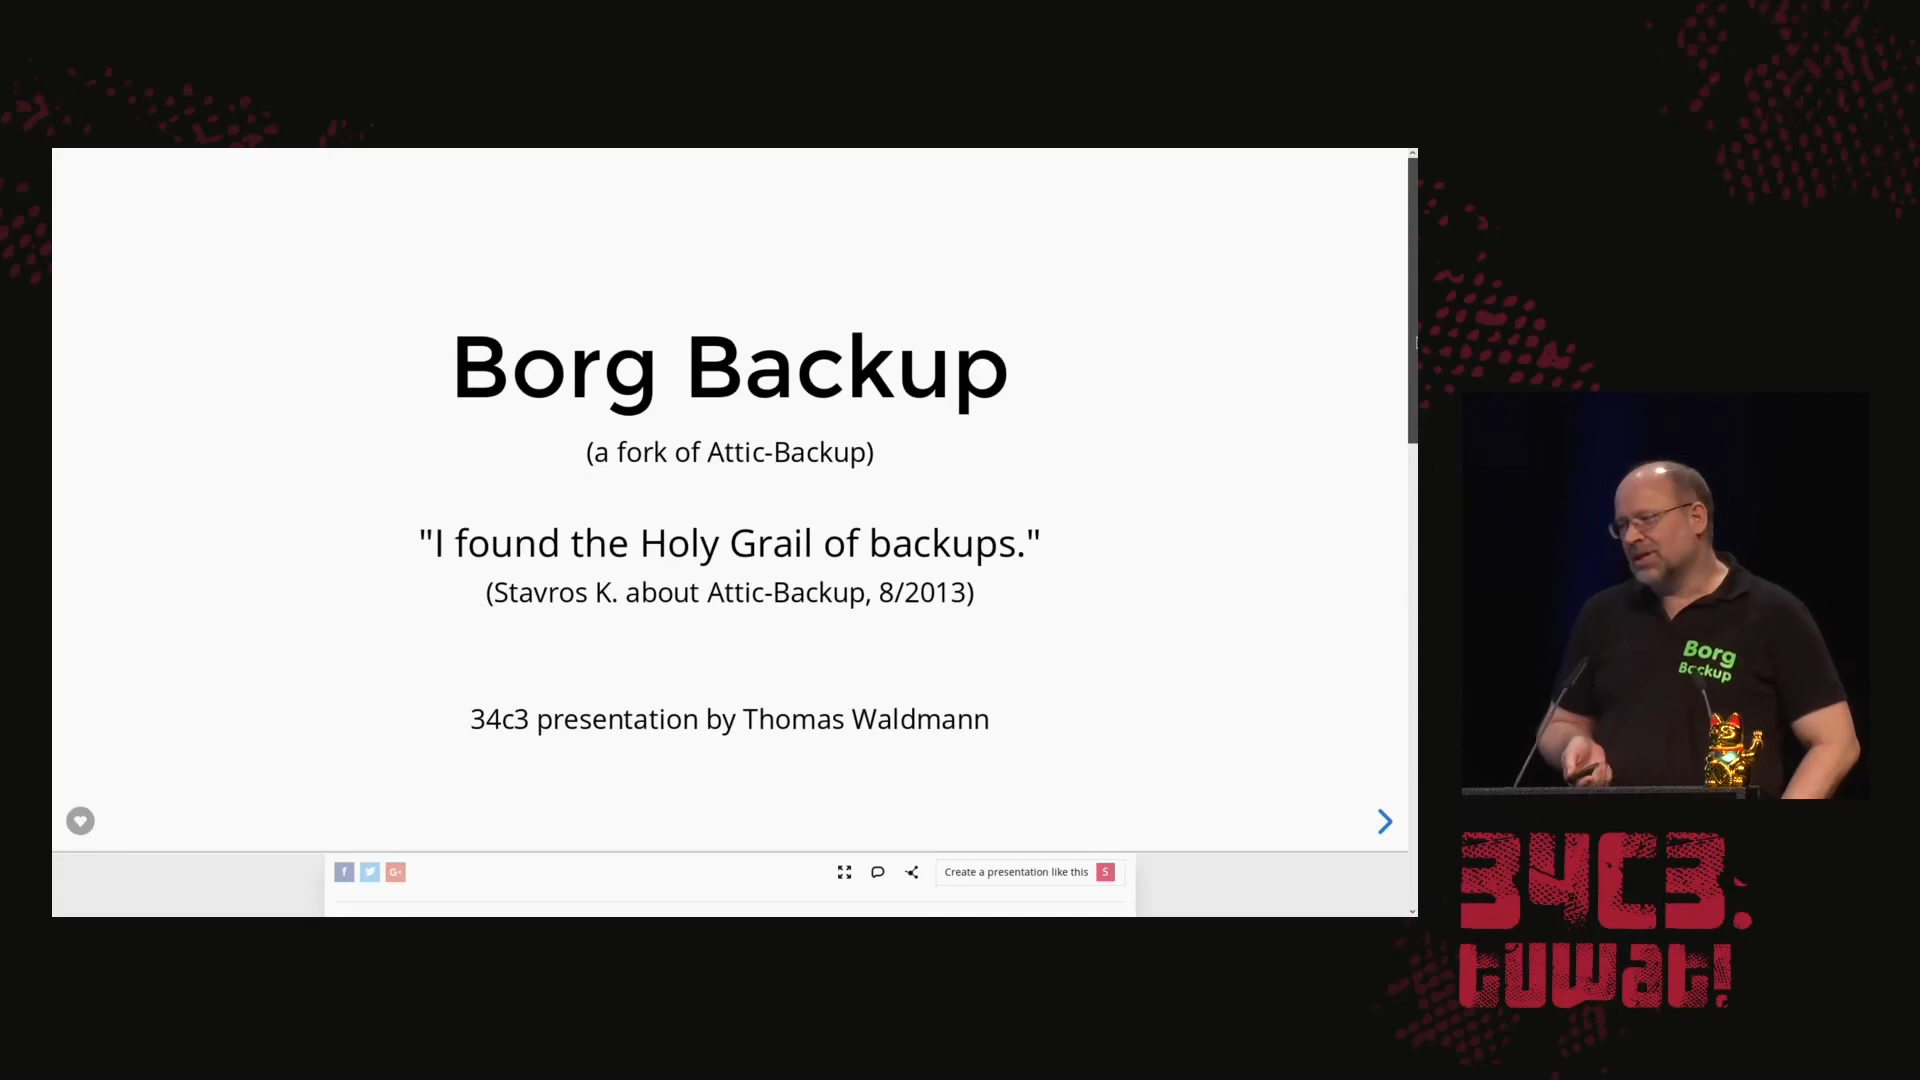 Borg Backup
(a fork of Attic-Backup)
"I found the Holy Grail of backups."
(Stavros K. about Attic-Backup, 8/2013)
34c3 presentation by Thomas Waldmann
f
G+
Create a presentation like this
S
Borg
Backup
34C3.
tuwat!